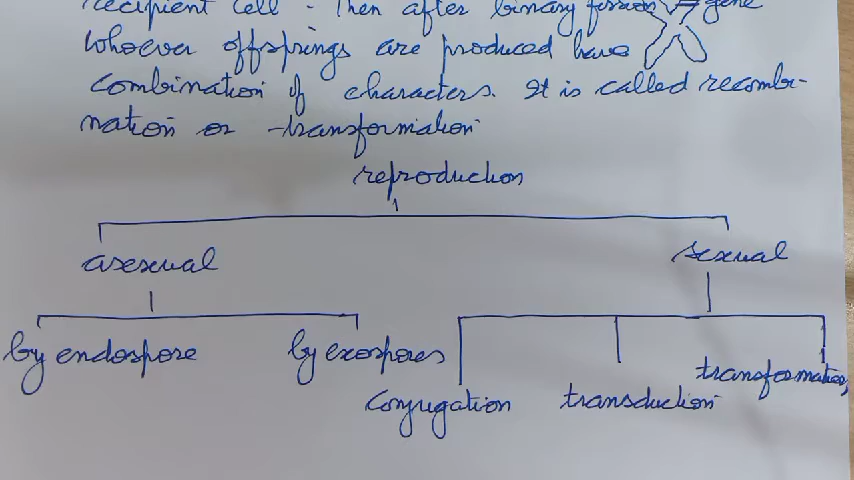 recipient cell. Then after binary fission gene
whoever offsprings are produced have
combination of characters. It is called recombi-
nation or transformation
reproduction
asexual sexual
by endospore by exospores
conjugation transduction transformation